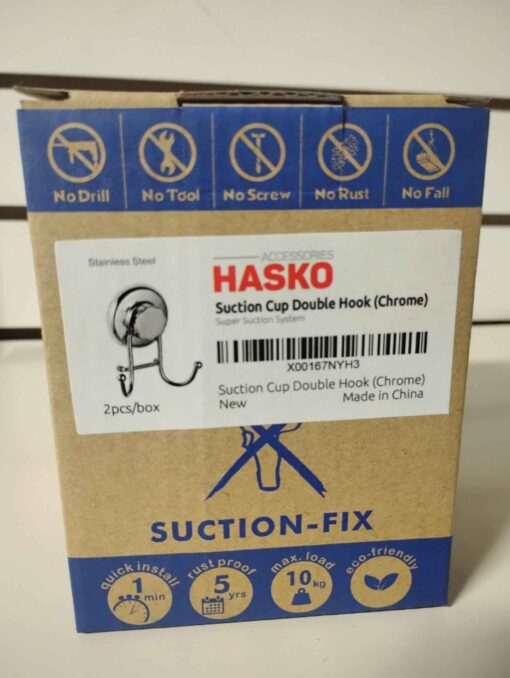 No Drill
No Tool
No Screw
No Rust
No Fall
Stainless Steel
ACCESSORIES
HASKO
Suction Cup Double Hook (Chrome)
Super Suction System
X00167NYH3
Suction Cup Double Hook (Chrome)
New
Made in China
2pcs/box
SUCTION-FIX
quick install
1 min
rust proof
5 yrs
max. load
10 kg
eco-friendly